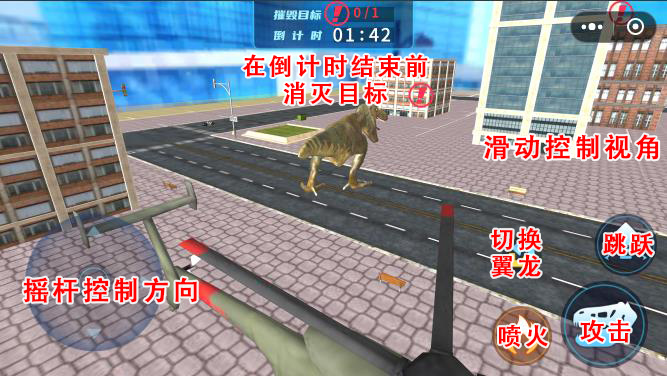 摧毁目标 0/1
倒计时 01:42
在倒计时结束前
消灭目标
滑动控制视角
切换
翼龙
跳跃
摇杆控制方向
喷火
攻击